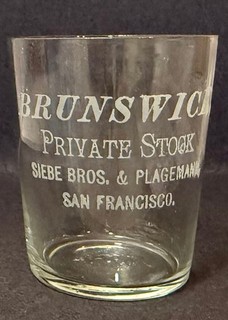 BRUNSWICK
PRIVATE STOCK
SIEBE BROS. & PLAGEMANN,
SAN FRANCISCO.